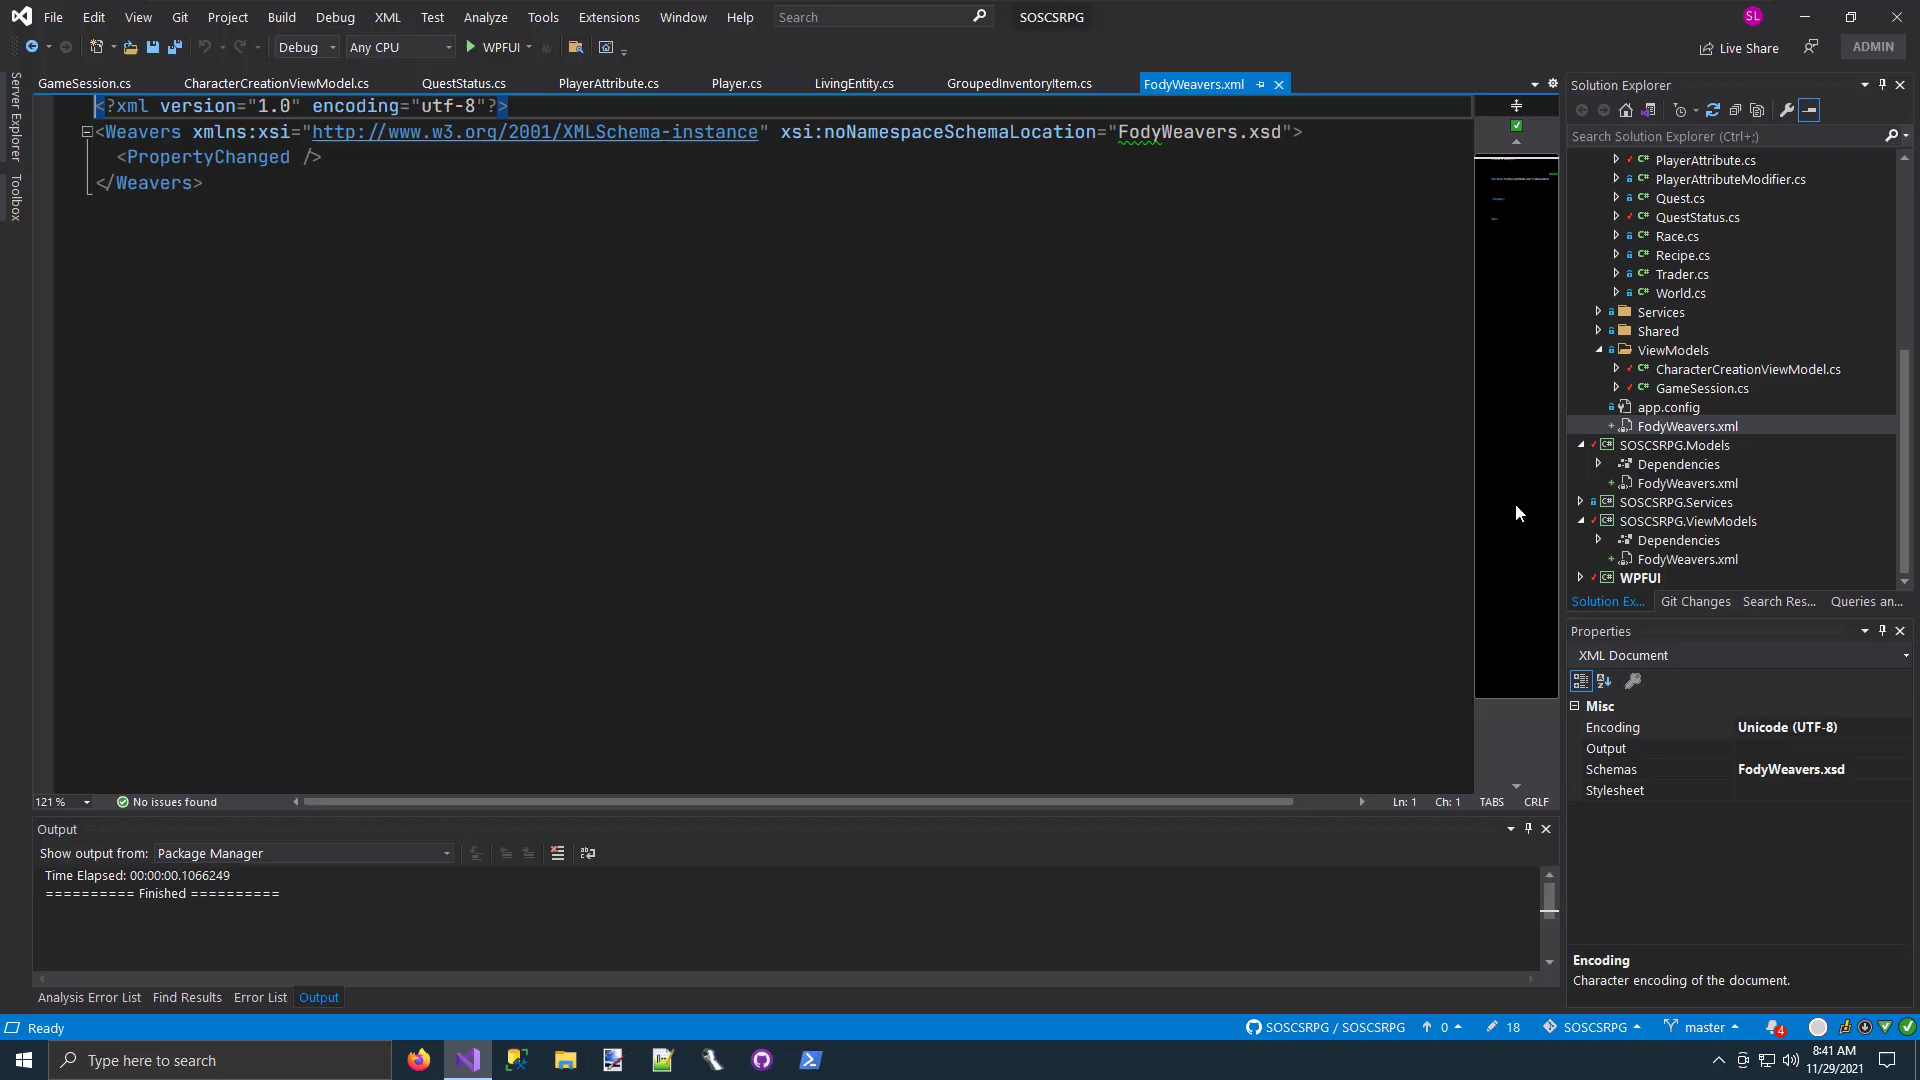 File Edit View Git Project Build Debug XML Test Analyze Tools Extensions Window Help Search SOSCSRPG SL
Debug Any CPU WPFUI Live Share ADMIN
GameSession.cs CharacterCreationViewModel.cs QuestStatus.cs PlayerAttribute.cs Player.cs LivingEntity.cs GroupedInventoryItem.cs FodyWeavers.xml
Server Explorer
Toolbox
<?xml version="1.0" encoding="utf-8"?>
<Weavers xmlns:xsi="http://www.w3.org/2001/XMLSchema-instance" xsi:noNamespaceSchemaLocation="FodyWeavers.xsd">
<PropertyChanged />
</Weavers>
121 % No issues found Ln: 1 Ch: 1 TABS CRLF
Output
Show output from: Package Manager
Time Elapsed: 00:00:00.1066249
========== Finished ==========
Analysis Error List Find Results Error List Output
Solution Explorer
Search Solution Explorer (Ctrl+;)
PlayerAttribute.cs
PlayerAttributeModifier.cs
Quest.cs
QuestStatus.cs
Race.cs
Recipe.cs
Trader.cs
World.cs
Services
Shared
ViewModels
CharacterCreationViewModel.cs
GameSession.cs
app.config
FodyWeavers.xml
SOSCSRPG.Models
Dependencies
FodyWeavers.xml
SOSCSRPG.Services
SOSCSRPG.ViewModels
Dependencies
FodyWeavers.xml
WPFUI
Solution Ex... Git Changes Search Res... Queries an...
Properties
XML Document
Misc
Encoding Unicode (UTF-8)
Output
Schemas FodyWeavers.xsd
Stylesheet
Encoding
Character encoding of the document.
Ready SOSCSRPG / SOSCSRPG 0 18 SOSCSRPG master 4
Type here to search
8:41 AM
11/29/2021